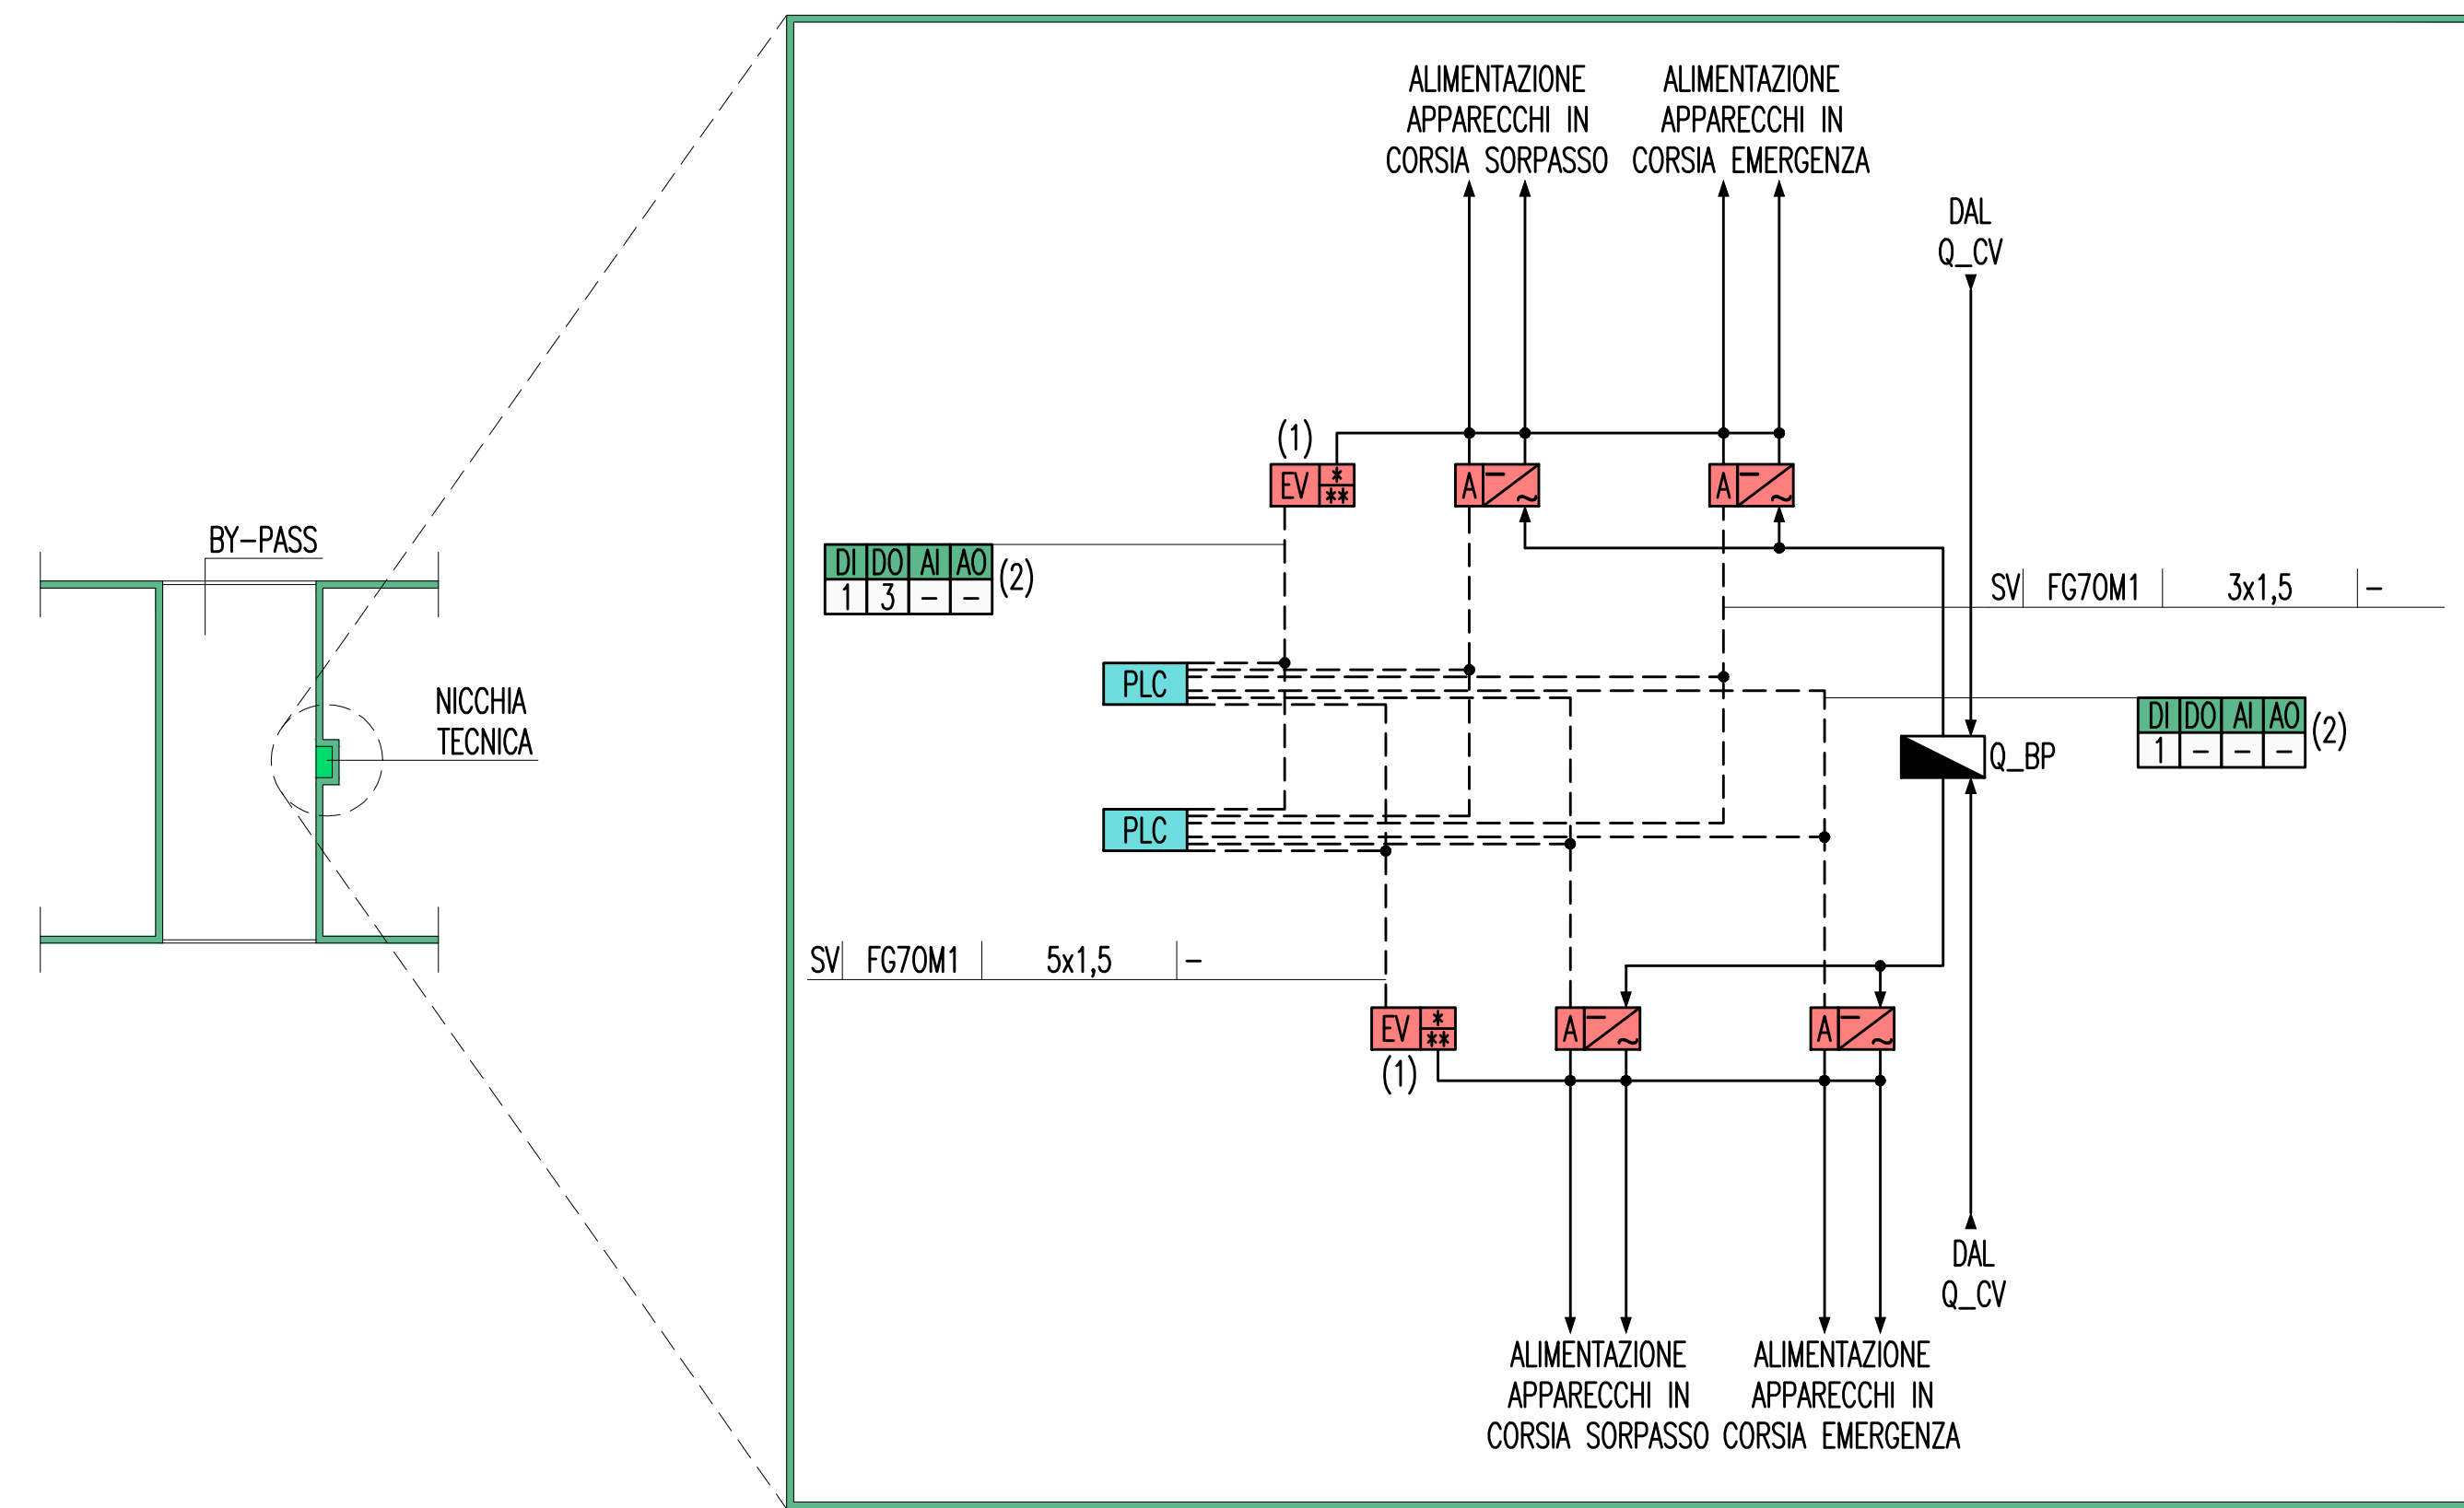 ALIMENTAZIONE
APPARECCHI IN
CORSIA SORPASSO
ALIMENTAZIONE
APPARECCHI IN
CORSIA EMERGENZA
DAL
Q_CV
(1)
EV * **
A – ~
A – ~
BY-PASS
DI DO AI AO (2)
1 3 – –
SV FG7OM1 3x1,5 –
NICCHIA
TECNICA
PLC
DI DO AI AO (2)
1 – – –
Q_BP
PLC
SV FG7OM1 5x1,5 –
EV * **
A – ~
A – ~
(1)
DAL
Q_CV
ALIMENTAZIONE
APPARECCHI IN
CORSIA SORPASSO
ALIMENTAZIONE
APPARECCHI IN
CORSIA EMERGENZA